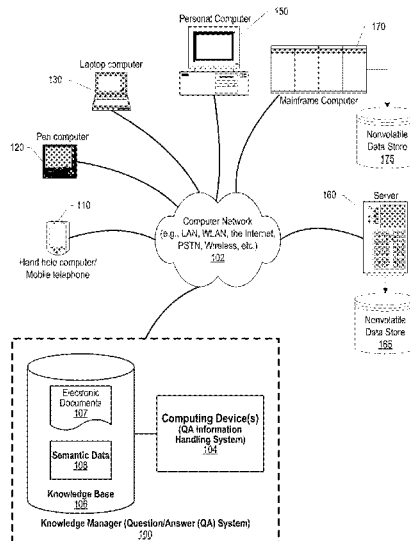 150
Personal Computer
170
Laptop computer
130
Mainframe Computer
Pen computer
120
Nonvolatile
Data Store
175
160
Server
110
Computer Network
(e.g., LAN, WLAN, the Internet,
PSTN, Wireless, etc.)
102
Hand held computer/
Mobile telephone
Nonvolatile
Data Store
165
Electronic
Documents
107
Computing Device(s)
(QA Information
Handling System)
104
Semantic Data
108
Knowledge Base
106
Knowledge Manager (Question/Answer (QA) System)
100